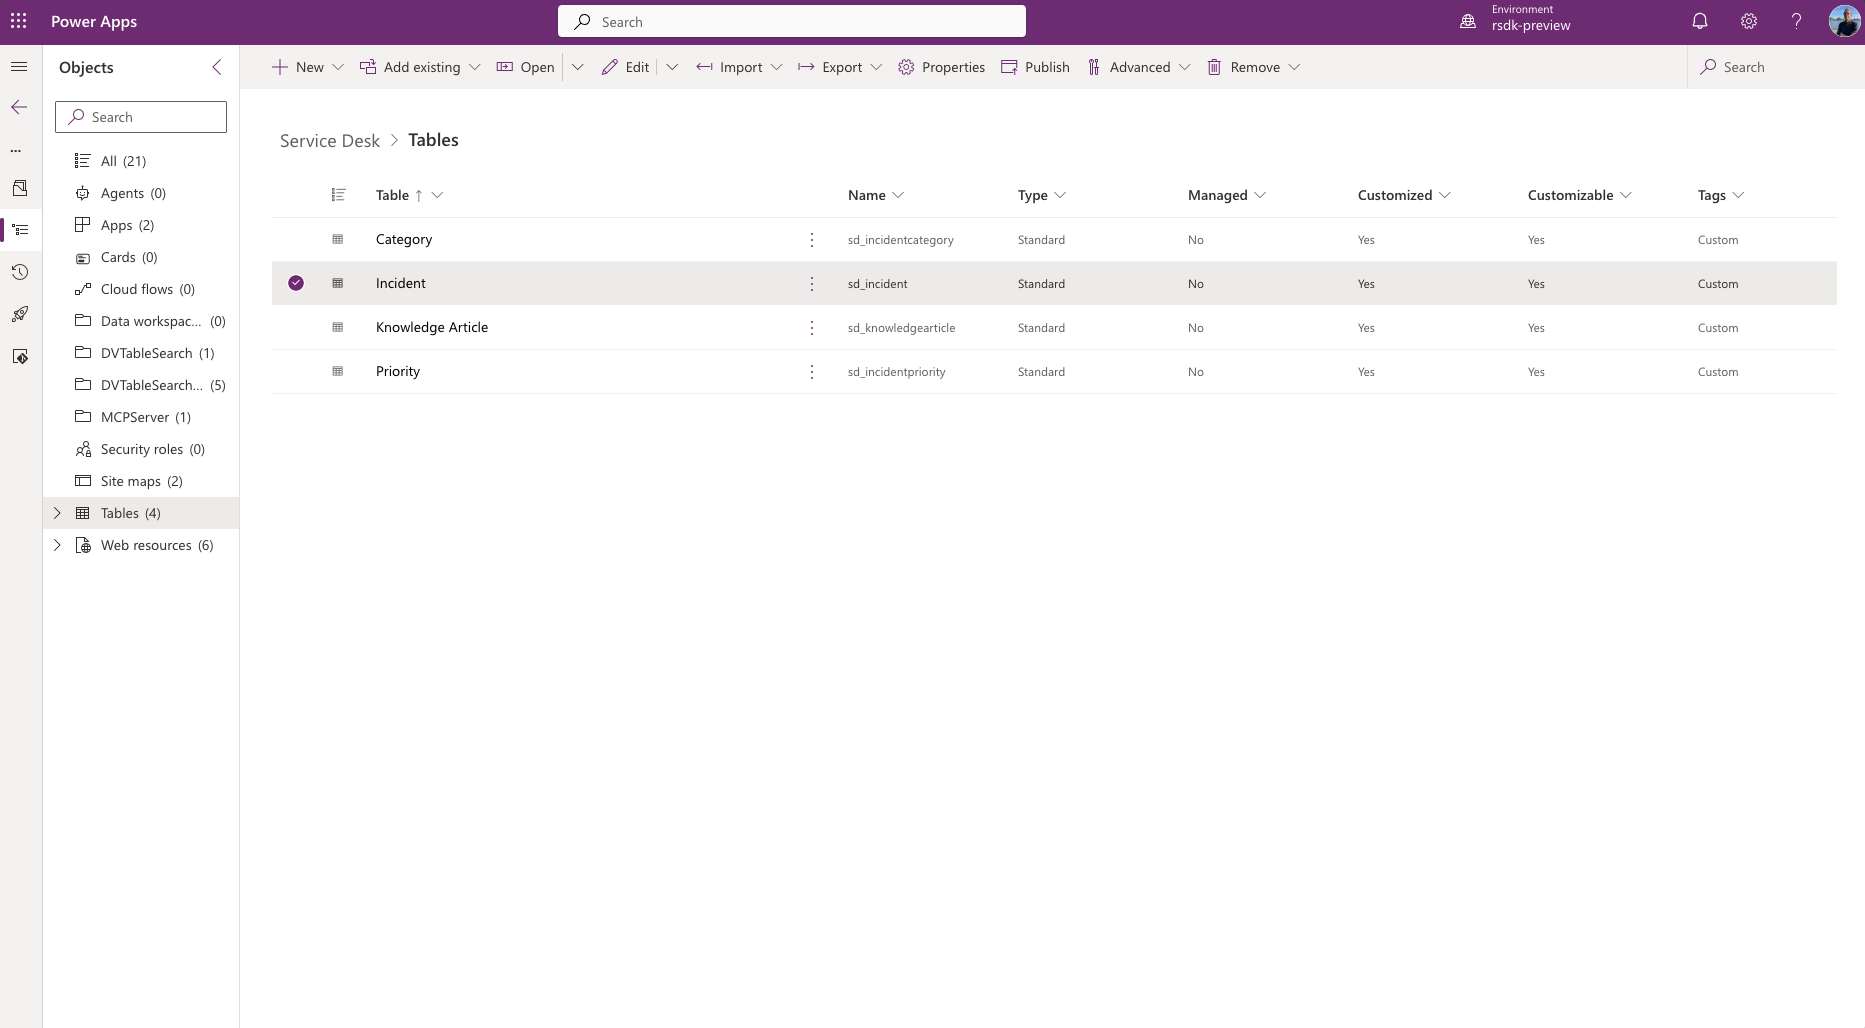 Power Apps
Search
Environment
rsdk-preview
Objects
New
Add existing
Open
Edit
Import
Export
Properties
Publish
Advanced
Remove
Search
Search
All (21)
Agents (0)
Apps (2)
Cards (0)
Cloud flows (0)
Data workspac... (0)
DVTableSearch (1)
DVTableSearch... (5)
MCPServer (1)
Security roles (0)
Site maps (2)
Tables (4)
Web resources (6)
Service Desk > Tables
Table ↑ Name Type Managed Customized Customizable Tags
Category sd_incidentcategory Standard No Yes Yes Custom
Incident sd_incident Standard No Yes Yes Custom
Knowledge Article sd_knowledgearticle Standard No Yes Yes Custom
Priority sd_incidentpriority Standard No Yes Yes Custom